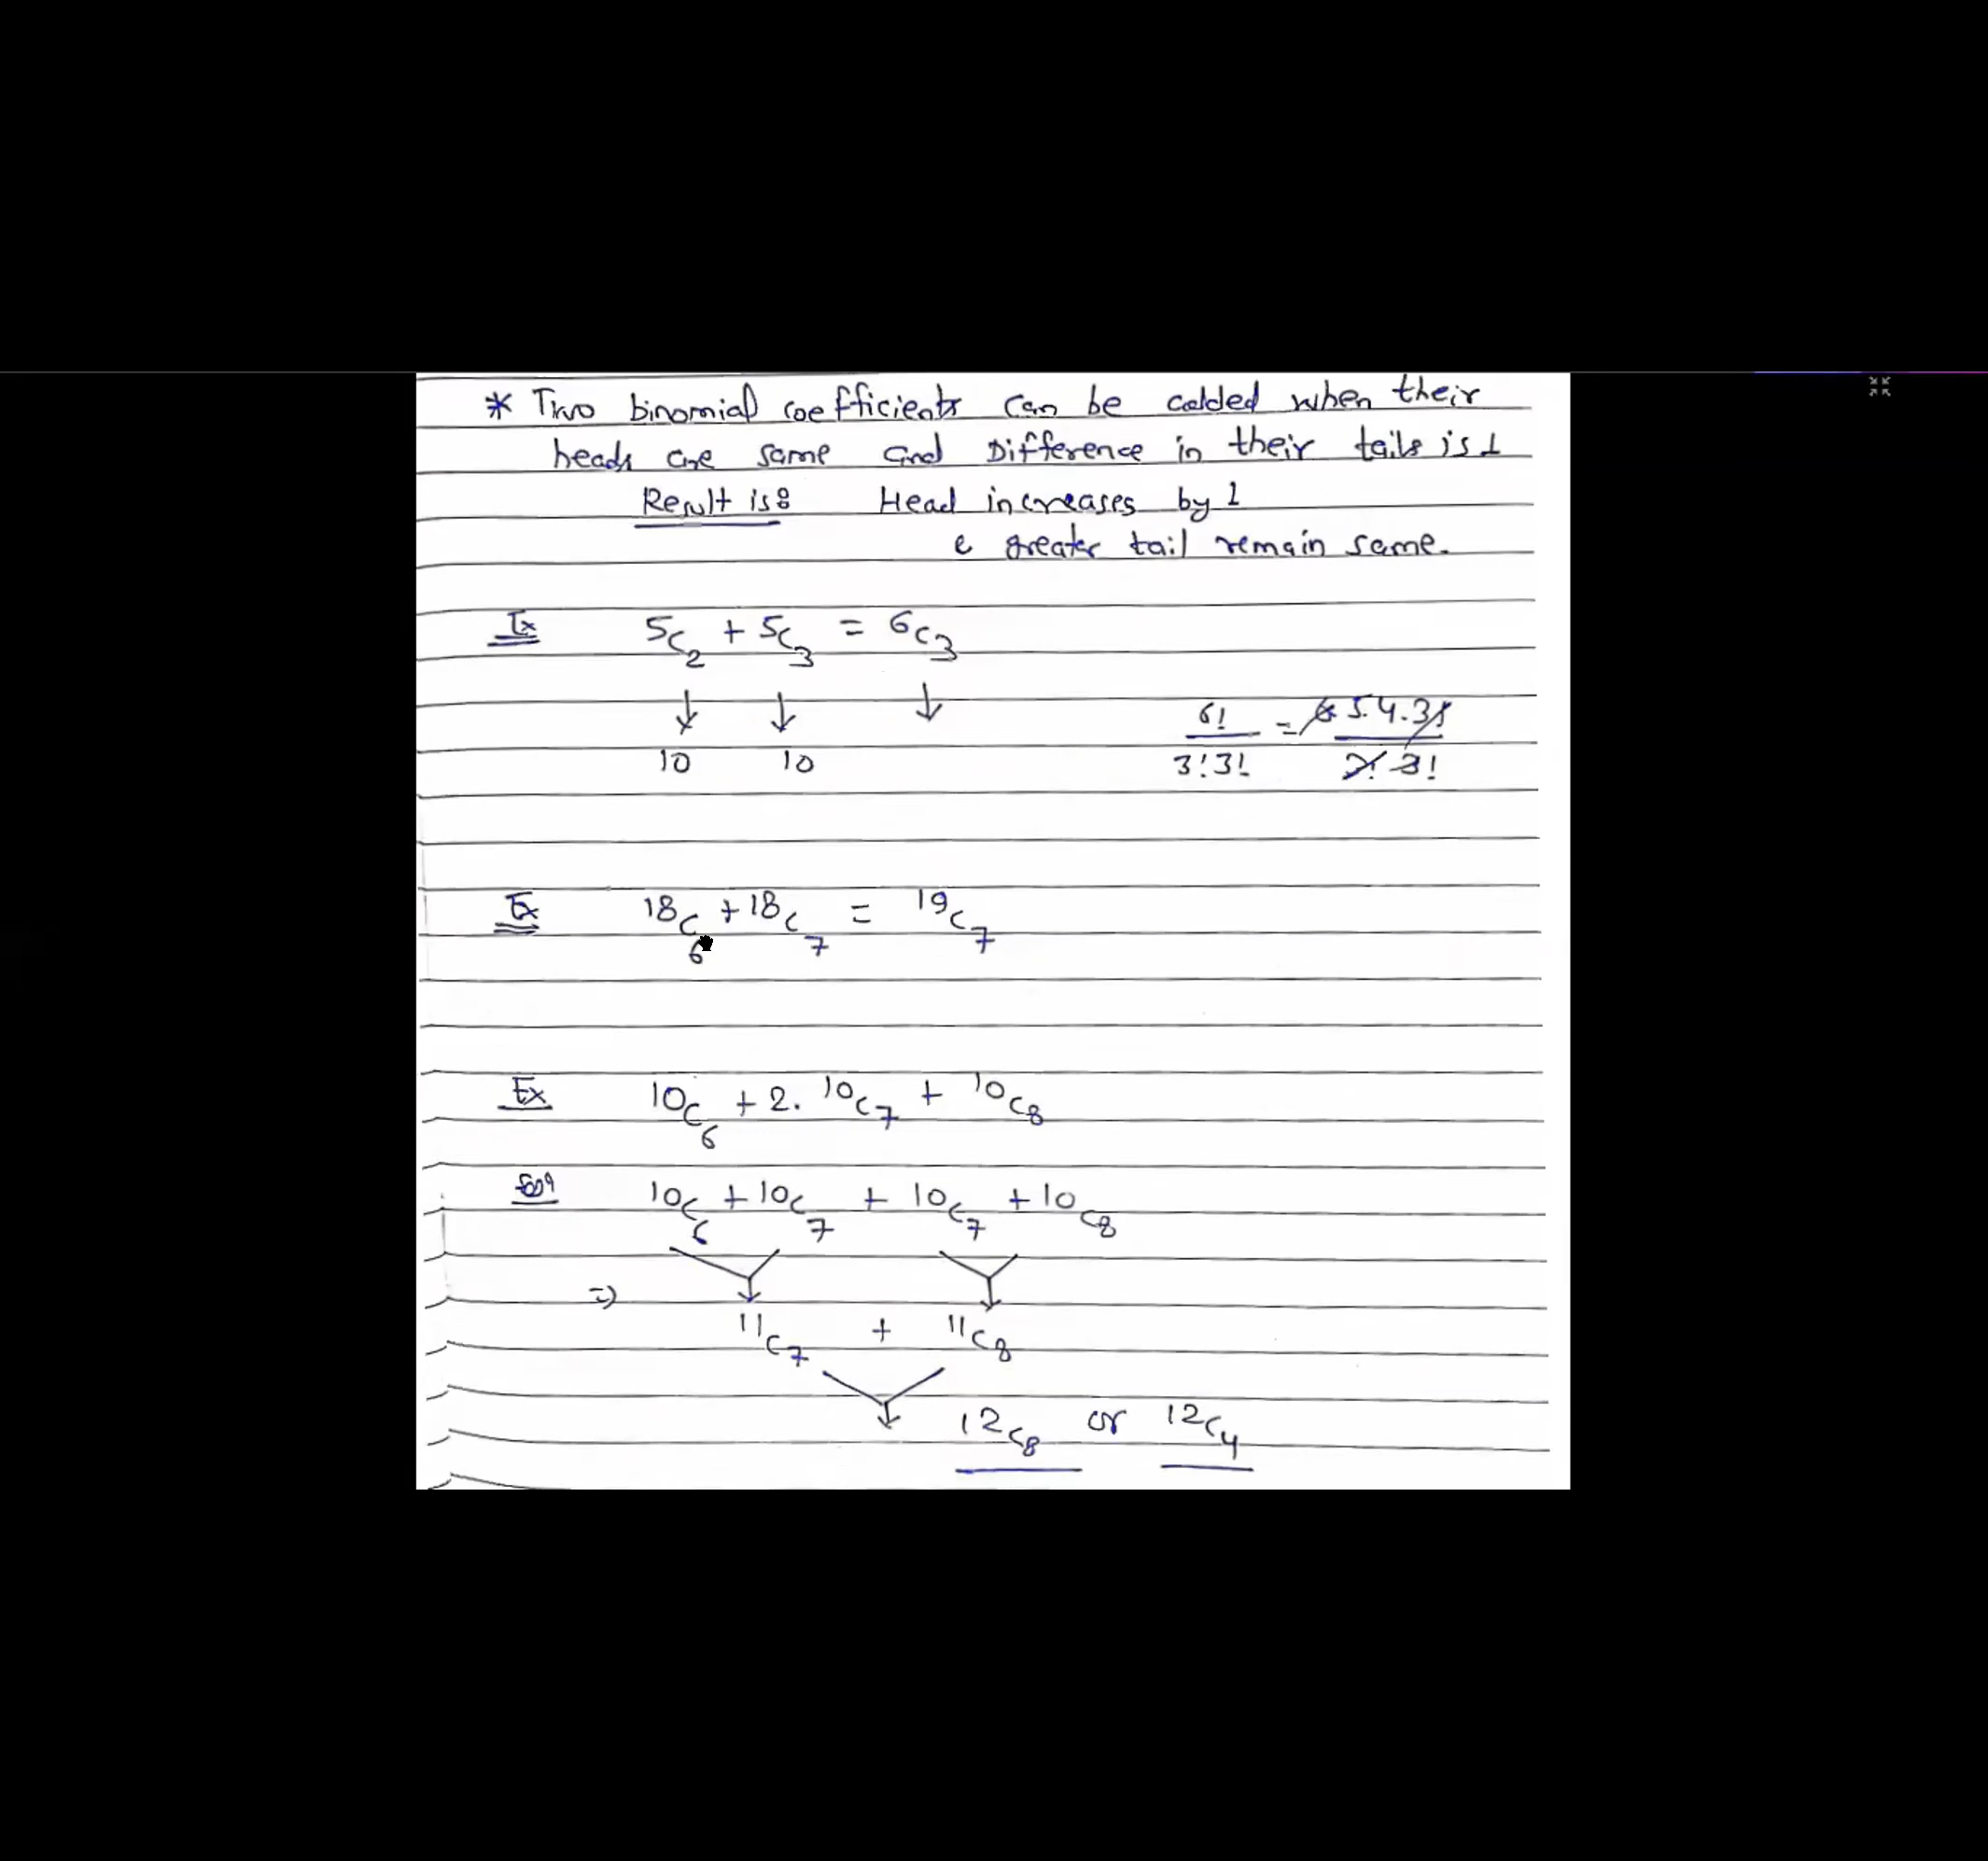 * Two binomial coefficients can be added when their
heads are same and Difference in their tails is 1
Result is: Head increases by 1
& greater tail remain same.
Ex 5C2 + 5C3 = 6C3
↓ ↓ ↓
10 10
6!/3!3! = 6.5.4.3!/3! 3!
Ex 18C6 + 18C7 = 19C7
Ex 10C6 + 2. 10C7 + 10C8
Soln 10C6 + 10C7 + 10C7 + 10C8
=> 11C7 + 11C8
12C8 or 12C4